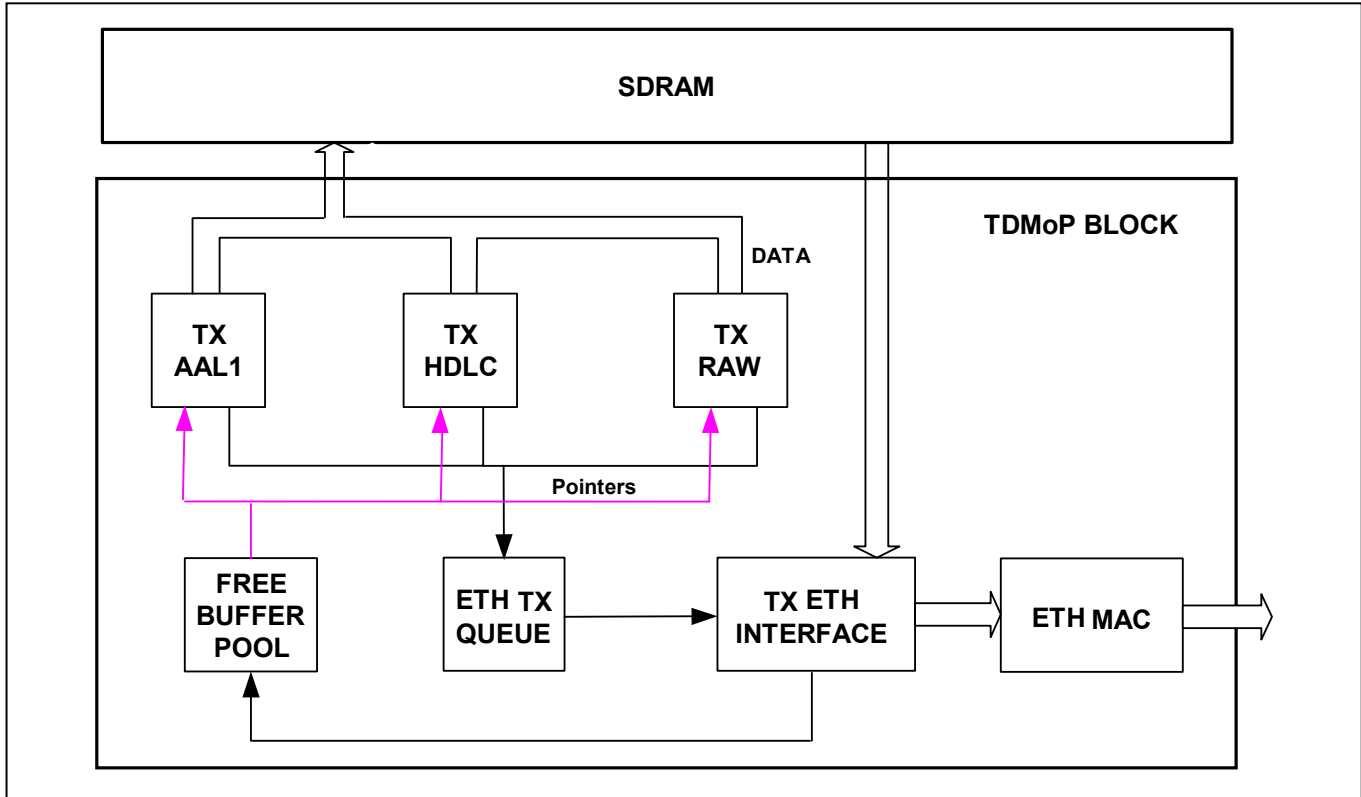 SDRAM
TDMoP BLOCK
DATA
TX
AAL1
TX
HDLC
TX
RAW
Pointers
FREE
BUFFER
POOL
ETH TX
QUEUE
TX ETH
INTERFACE
ETH MAC